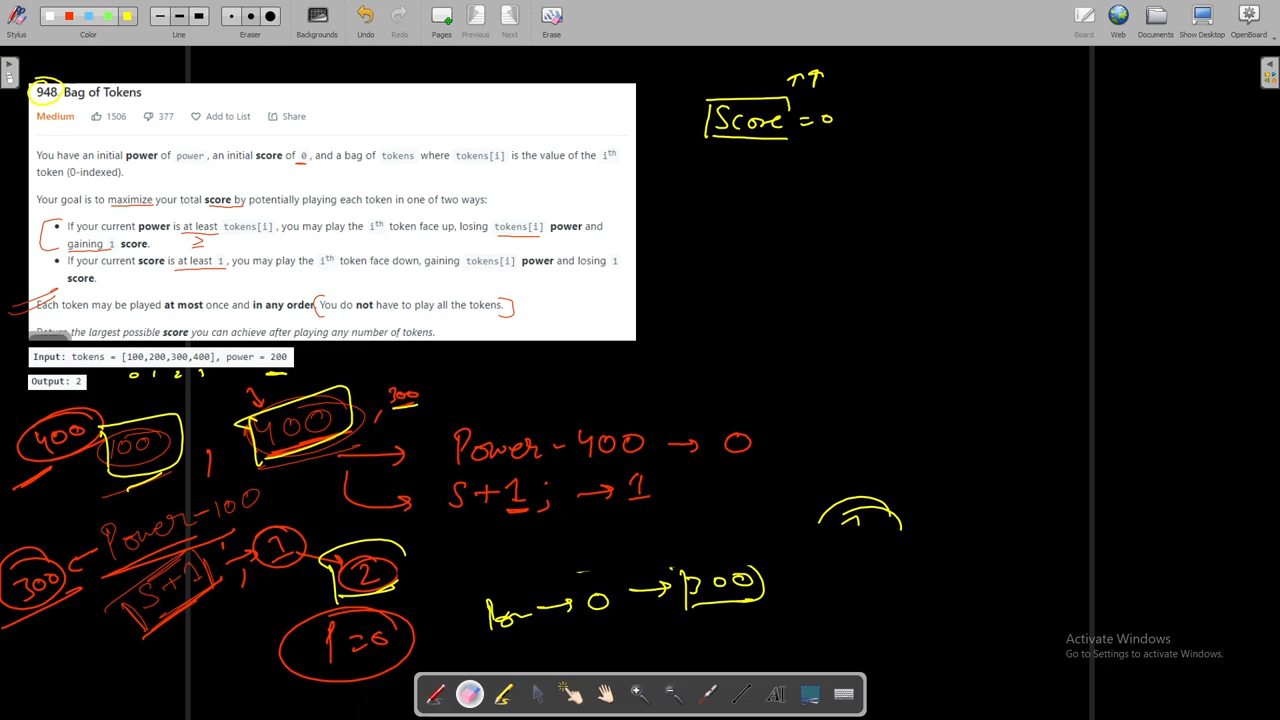 Stylus
Color
Line
Eraser
Backgrounds
Undo
Redo
Pages
Previous
Next
Erase
Board
Web
Documents
Show Desktop
OpenBoard
948. Bag of Tokens
Medium 1506 377 Add to List Share
You have an initial power of power, an initial score of 0, and a bag of tokens where tokens[i] is the value of the ith
token (0-indexed).
Your goal is to maximize your total score by potentially playing each token in one of two ways:
• If your current power is at least tokens[i], you may play the ith token face up, losing tokens[i] power and
gaining 1 score.
≥
• If your current score is at least 1, you may play the ith token face down, gaining tokens[i] power and losing 1
score.
Each token may be played at most once and in any order. You do not have to play all the tokens.
Return the largest possible score you can achieve after playing any number of tokens.
Input: tokens = [100,200,300,400], power = 200
0 1 2 3
Output: 2
Score = 0
400 100 , 400 , 300
Power - 400 → 0
S + 1 ; → 1
Power - 100
300
S + 1 ; → 1 → 2
Pow → 0 → 300
P = 0
Activate Windows
Go to Settings to activate Windows.